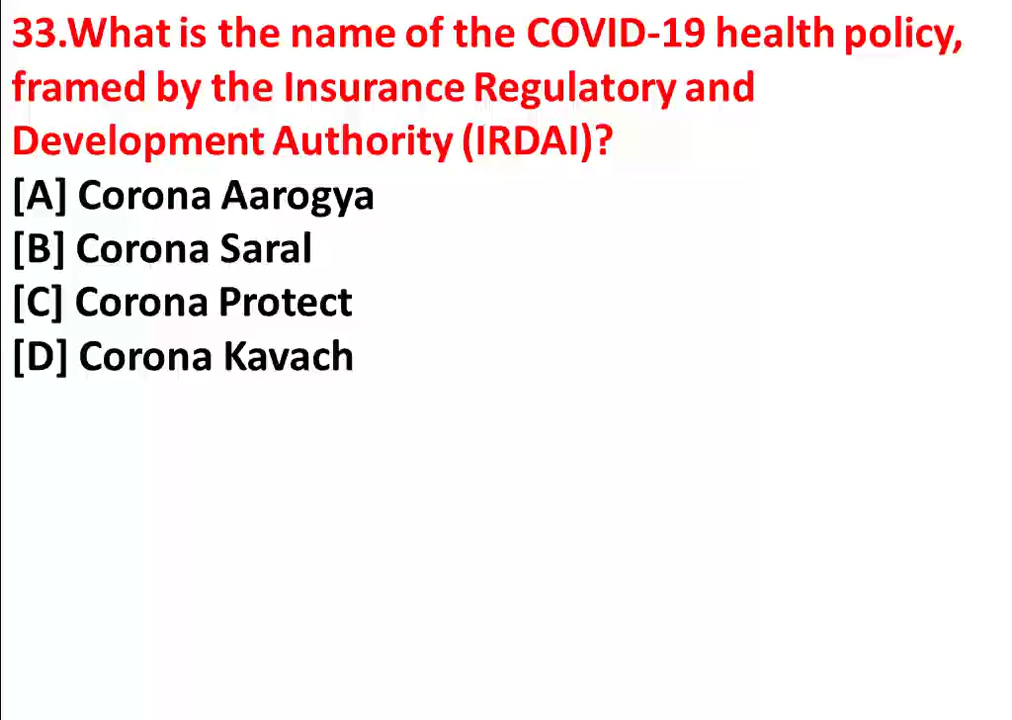 33.What is the name of the COVID-19 health policy,
framed by the Insurance Regulatory and
Development Authority (IRDAI)?
[A] Corona Aarogya
[B] Corona Saral
[C] Corona Protect
[D] Corona Kavach